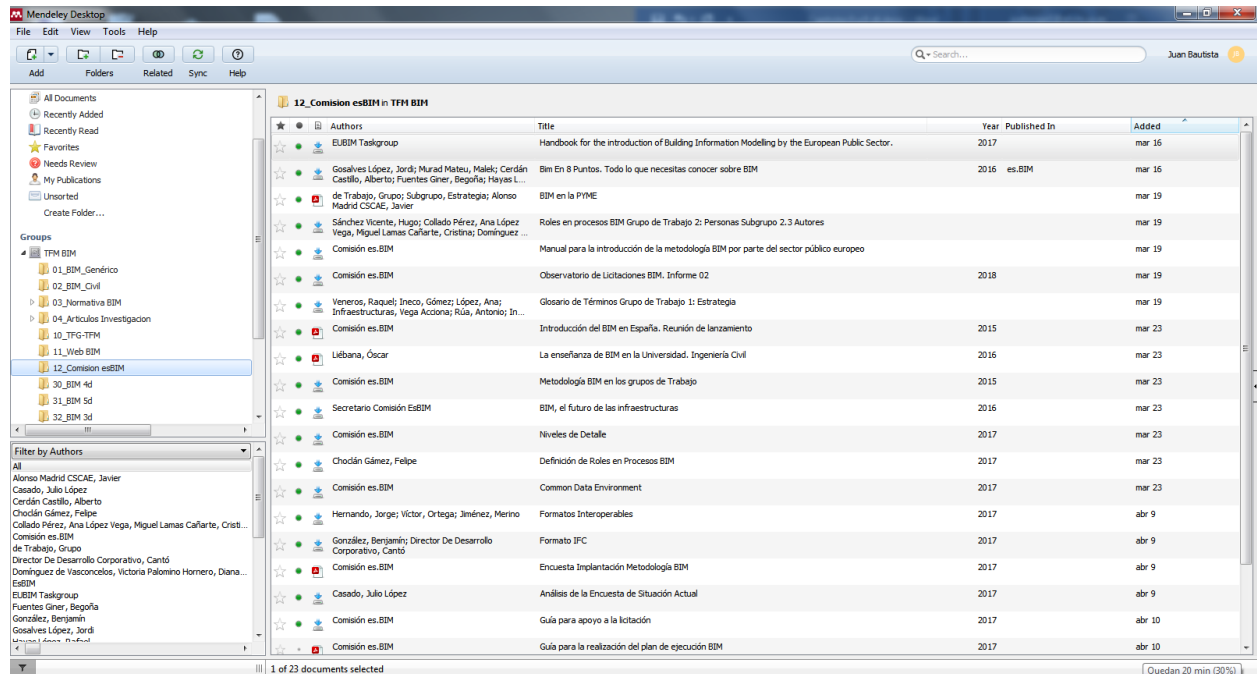 Mendeley Desktop
File Edit View Tools Help
Search...
Juan Bautista
Add Folders Related Sync Help
All Documents
Recently Added
Recently Read
Favorites
Needs Review
My Publications
Unsorted
Create Folder...
Groups
TFM BIM
01_BIM_Genérico
02_BIM_Civil
03_Normativa BIM
04_Articulos Investigacion
10_TFG-TFM
11_Web BIM
12_Comision esBIM
30_BIM 4d
31_BIM 5d
32_BIM 3d
Filter by Authors
All
Alonso Madrid CSCAE, Javier
Casado, Julio López
Cerdán Castillo, Alberto
Choclán Gámez, Felipe
Collado Pérez, Ana López Vega, Miguel Lamas Cañarte, Cristi...
Comisión es.BIM
de Trabajo, Grupo
Director De Desarrollo Corporativo, Cantó
Domínguez de Vasconcelos, Victoria Palomino Hornero, Diana...
EsBIM
EUBIM Taskgroup
Fuentes Giner, Begoña
González, Benjamín
Gosalves López, Jordi
12_Comision esBIM in TFM BIM
Authors Title Year Published In Added
EUBIM Taskgroup Handbook for the introduction of Building Information Modelling by the European Public Sector. 2017 mar 16
Gosalves López, Jordi; Murad Mateu, Malek; Cerdán Bim En 8 Puntos. Todo lo que necesitas conocer sobre BIM 2016 es.BIM mar 16
Castillo, Alberto; Fuentes Giner, Begoña; Hayas L...
de Trabajo, Grupo; Subgrupo, Estrategia; Alonso BIM en la PYME mar 19
Madrid CSCAE, Javier
Sánchez Vicente, Hugo; Collado Pérez, Ana López Roles en procesos BIM Grupo de Trabajo 2: Personas Subgrupo 2.3 Autores mar 19
Vega, Miguel Lamas Cañarte, Cristina; Domínguez ...
Comisión es.BIM Manual para la introducción de la metodología BIM por parte del sector público europeo mar 19
Comisión es.BIM Observatorio de Licitaciones BIM. Informe 02 2018 mar 19
Veneros, Raquel; Ineco, Gómez; López, Ana; Glosario de Términos Grupo de Trabajo 1: Estrategia mar 19
Infraestructuras, Vega Acciona; Rúa, Antonio; In...
Comisión es.BIM Introducción del BIM en España. Reunión de lanzamiento 2015 mar 23
Liébana, Óscar La enseñanza de BIM en la Universidad. Ingeniería Civil 2016 mar 23
Comisión es.BIM Metodología BIM en los grupos de Trabajo 2015 mar 23
Secretario Comisión EsBIM BIM, el futuro de las infraestructuras 2016 mar 23
Comisión es.BIM Niveles de Detalle 2017 mar 23
Choclán Gámez, Felipe Definición de Roles en Procesos BIM 2017 mar 23
Comisión es.BIM Common Data Environment 2017 mar 23
Hernando, Jorge; Víctor, Ortega; Jiménez, Merino Formatos Interoperables 2017 abr 9
González, Benjamín; Director De Desarrollo Formato IFC 2017 abr 9
Corporativo, Cantó
Comisión es.BIM Encuesta Implantación Metodología BIM 2017 abr 9
Casado, Julio López Análisis de la Encuesta de Situación Actual 2017 abr 9
Comisión es.BIM Guía para apoyo a la licitación 2017 abr 10
Comisión es.BIM Guía para la realización del plan de ejecución BIM 2017 abr 10
1 of 23 documents selected
Quedan 20 min (30%)